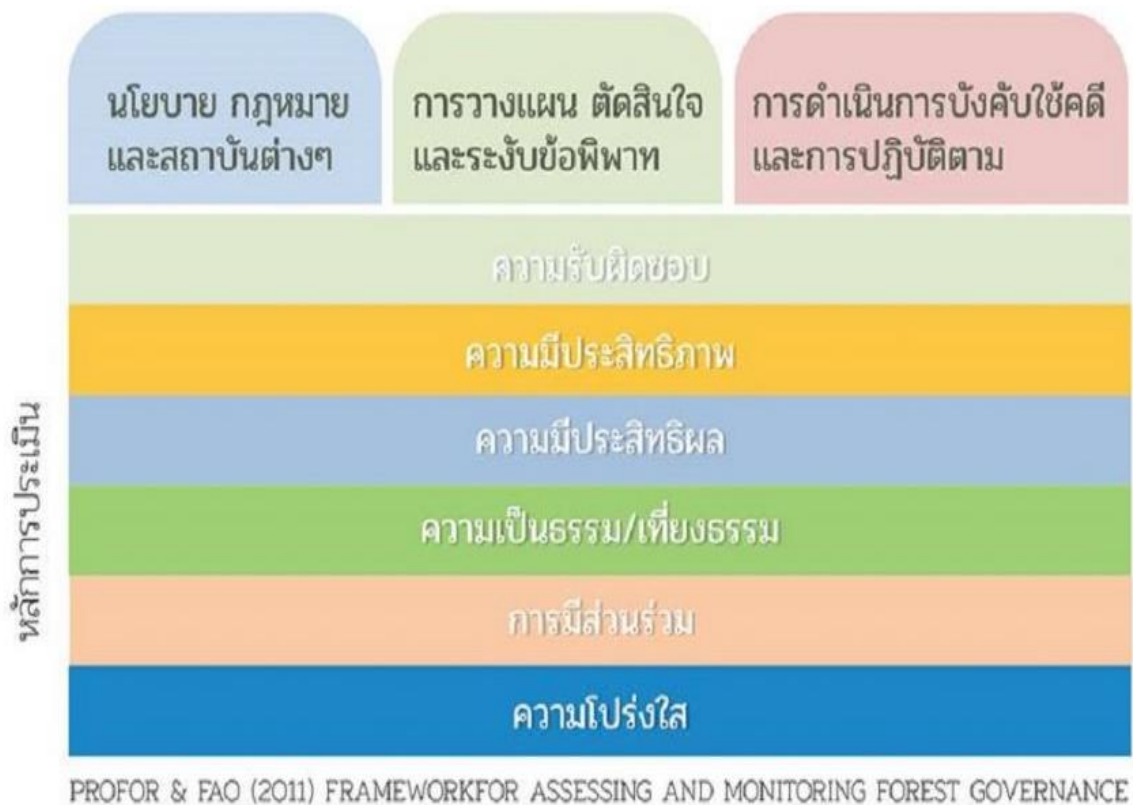 นโยบาย กฎหมาย
และสถาบันต่างๆ
การวางแผน ตัดสินใจ
และระงับข้อพิพาท
การดำเนินการบังคับใช้คดี
และการปฏิบัติตาม
หลักการประเมิน
ความรับผิดชอบ
ความมีประสิทธิภาพ
ความมีประสิทธิผล
ความเป็นธรรม/เที่ยงธรรม
การมีส่วนร่วม
ความโปร่งใส
PROFOR & FAO (2011) FRAMEWORKFOR ASSESSING AND MONITORING FOREST GOVERNANCE